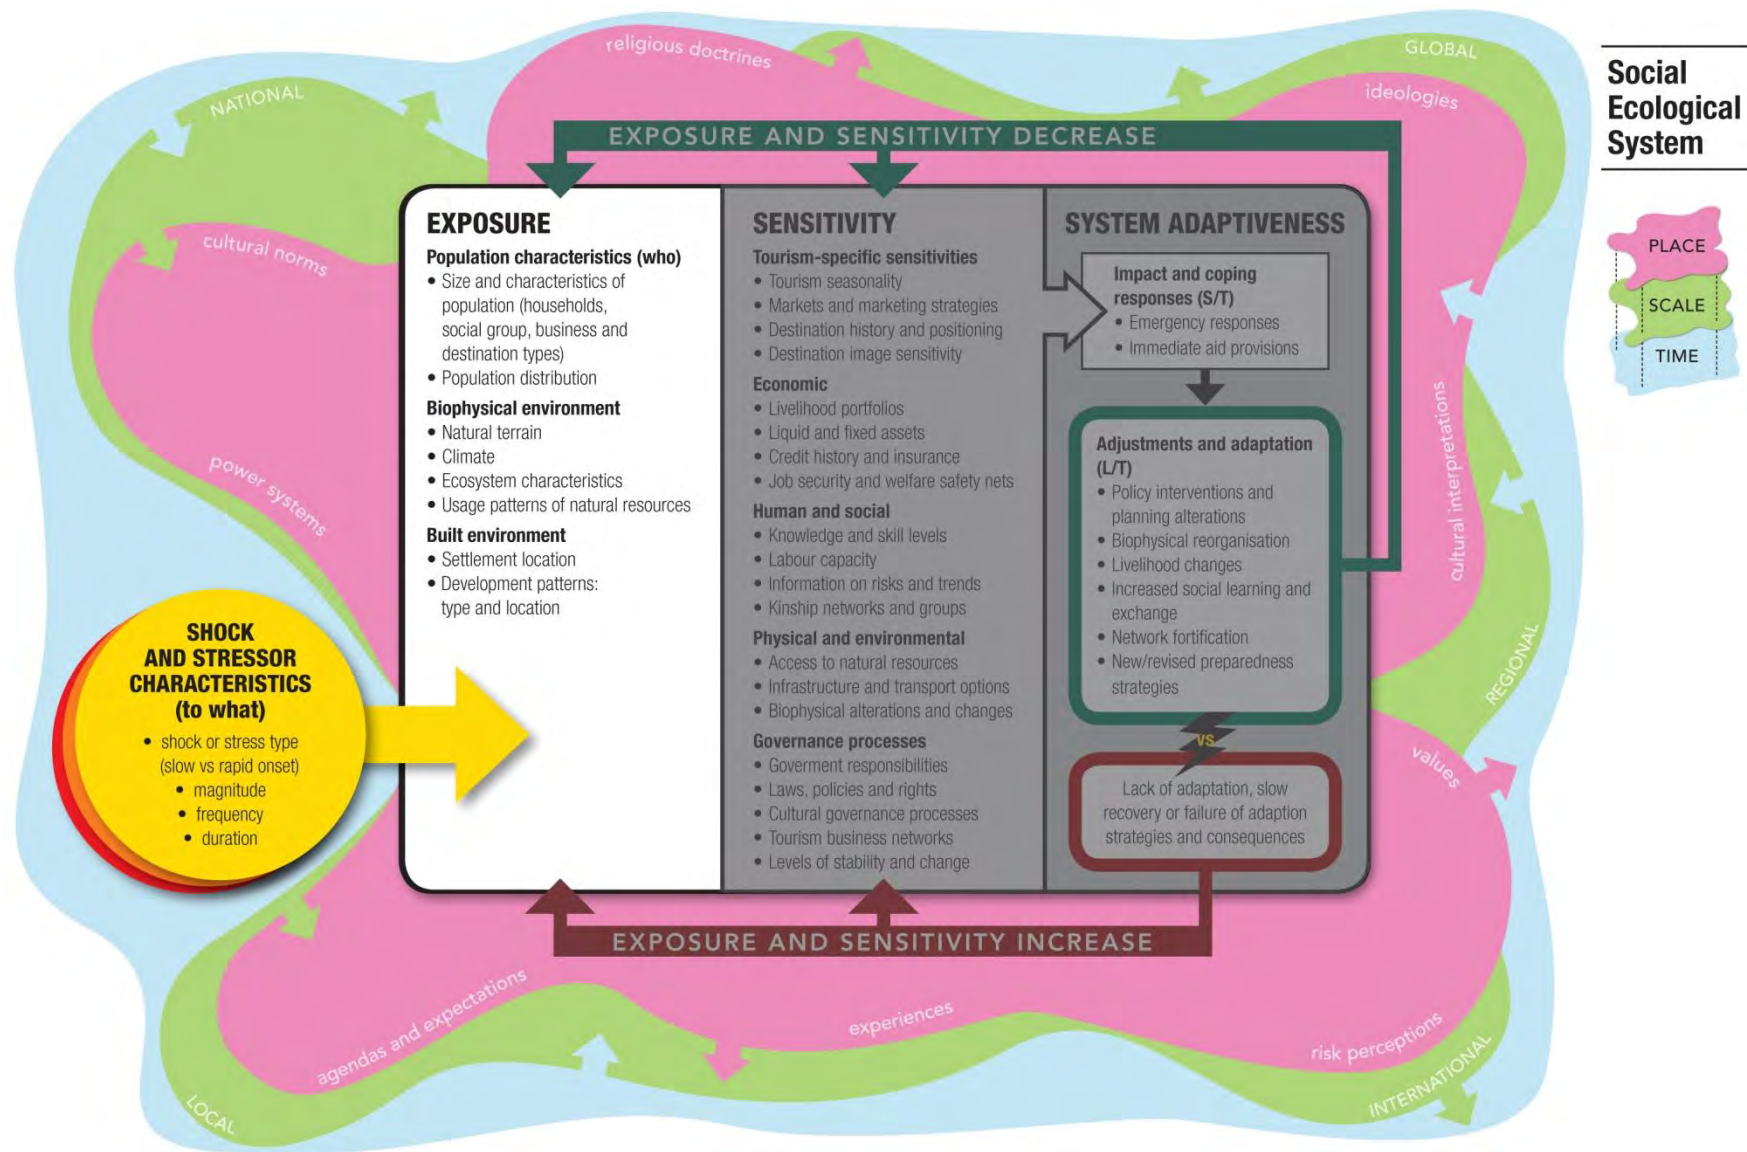 religious doctrines
GLOBAL
ideologies
NATIONAL
cultural norms
power systems
EXPOSURE AND SENSITIVITY DECREASE
Social
Ecological
System
PLACE
SCALE
TIME
EXPOSURE
Population characteristics (who)
• Size and characteristics of
population (households,
social group, business and
destination types)
• Population distribution
Biophysical environment
• Natural terrain
• Climate
• Ecosystem characteristics
• Usage patterns of natural resources
Built environment
• Settlement location
• Development patterns:
type and location
SENSITIVITY
Tourism-specific sensitivities
• Tourism seasonality
• Markets and marketing strategies
• Destination history and positioning
• Destination image sensitivity
Economic
• Livelihood portfolios
• Liquid and fixed assets
• Credit history and insurance
• Job security and welfare safety nets
Human and social
• Knowledge and skill levels
• Labour capacity
• Information on risks and trends
• Kinship networks and groups
Physical and environmental
• Access to natural resources
• Infrastructure and transport options
• Biophysical alterations and changes
Governance processes
• Goverment responsibilities
• Laws, policies and rights
• Cultural governance processes
• Tourism business networks
• Levels of stability and change
SYSTEM ADAPTIVENESS
Impact and coping
responses (S/T)
• Emergency responses
• Immediate aid provisions
Adjustments and adaptation
(L/T)
• Policy interventions and
planning alterations
• Biophysical reorganisation
• Livelihood changes
• Increased social learning and
exchange
• Network fortification
• New/revised preparedness
strategies
vs
Lack of adaptation, slow
recovery or failure of adaption
strategies and consequences
SHOCK
AND STRESSOR
CHARACTERISTICS
(to what)
• shock or stress type
(slow vs rapid onset)
• magnitude
• frequency
• duration
cultural interpretations
REGIONAL
values
EXPOSURE AND SENSITIVITY INCREASE
agendas and expectations
experiences
risk perceptions
LOCAL
INTERNATIONAL